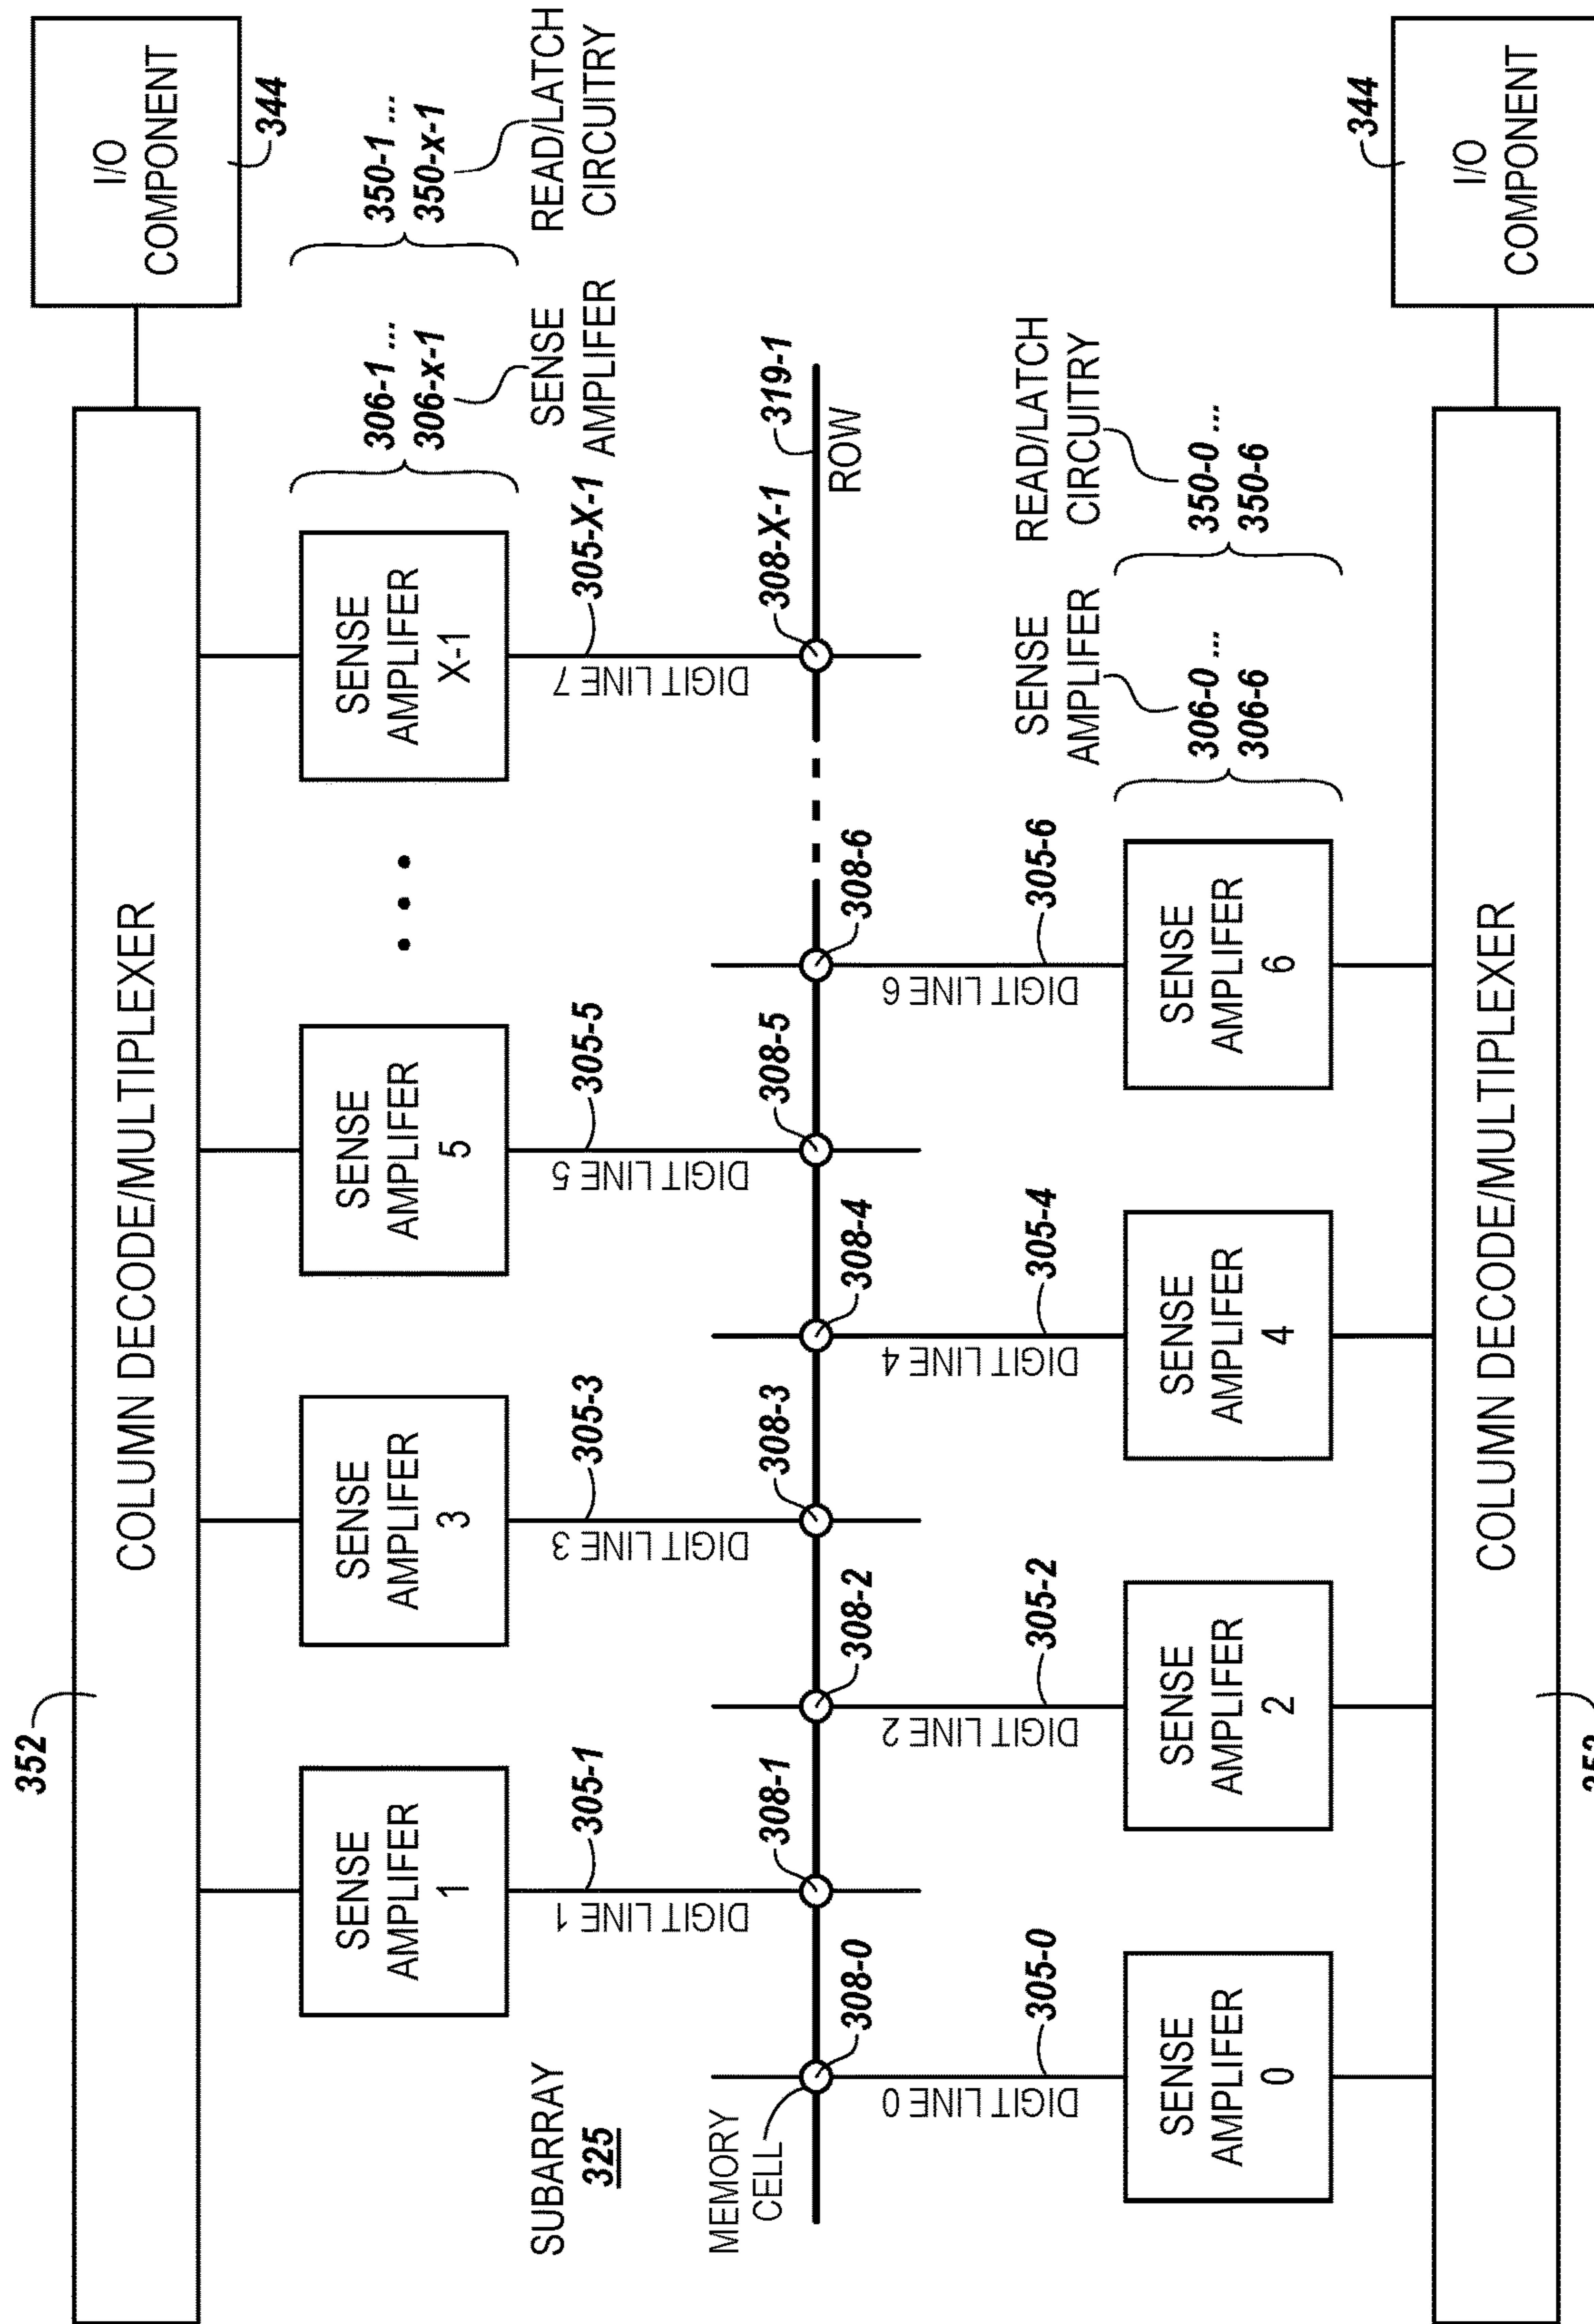 352
COLUMN DECODE/MULTIPLEXER
I/O
COMPONENT
344
SENSE
AMPLIFER
1
SENSE
AMPLIFER
3
SENSE
AMPLIFER
5
SENSE
AMPLIFER
X-1
306-1 ...
306-x-1
SENSE
AMPLIFER
350-1 ...
350-x-1
READ/LATCH
CIRCUITRY
SUBARRAY
325
DIGIT LINE 1
305-1
DIGIT LINE 3
305-3
DIGIT LINE 5
305-5
DIGIT LINE 7
305-X-1
MEMORY
CELL
308-0
308-1
308-2
308-3
308-4
308-5
308-6
308-X-1
319-1
ROW
DIGIT LINE 0
305-0
DIGIT LINE 2
305-2
DIGIT LINE 4
305-4
DIGIT LINE 6
305-6
SENSE
AMPLIFER
READ/LATCH
CIRCUITRY
SENSE
AMPLIFER
0
SENSE
AMPLIFER
2
SENSE
AMPLIFER
4
SENSE
AMPLIFER
6
306-0 ...
306-6
350-0 ...
350-6
COLUMN DECODE/MULTIPLEXER
344
I/O
COMPONENT